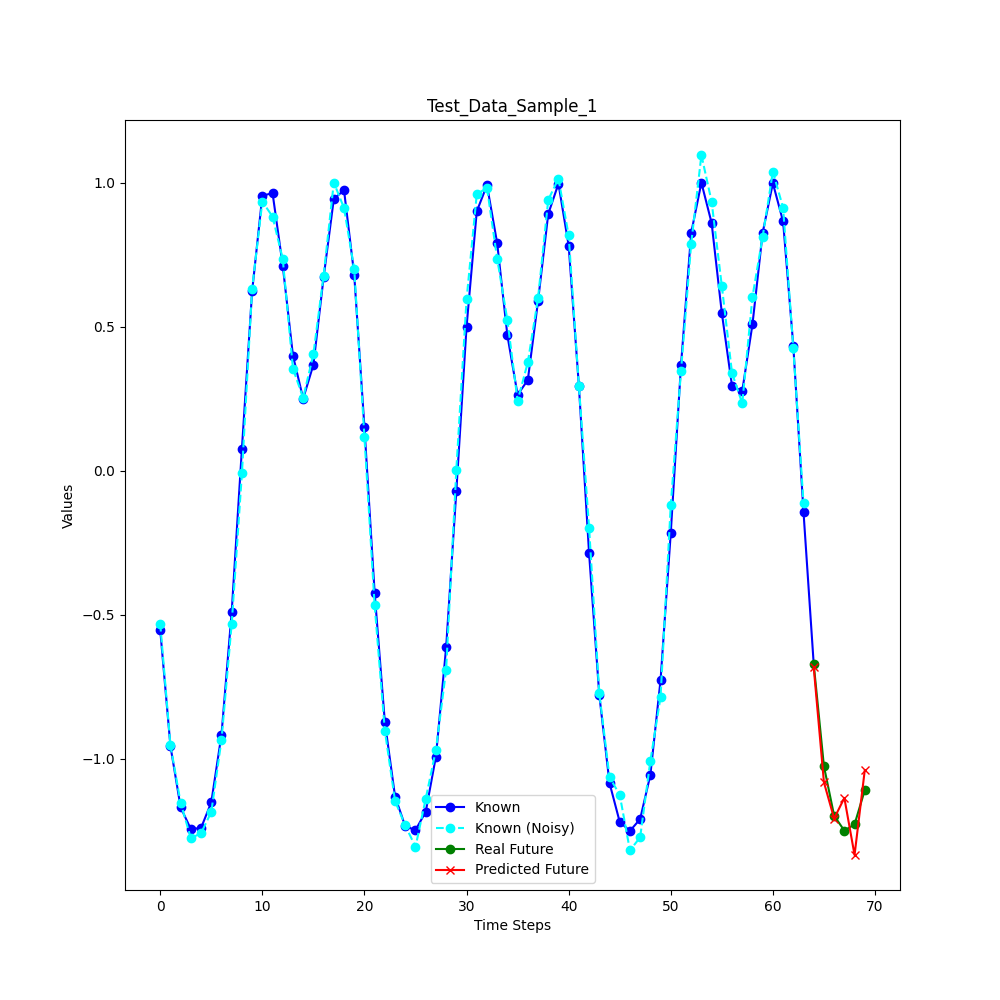 Test_Data_Sample_1
Values
1.0
0.5
0.0
−0.5
−1.0
Known
Known (Noisy)
Real Future
Predicted Future
0 10 20 30 40 50 60 70
Time Steps